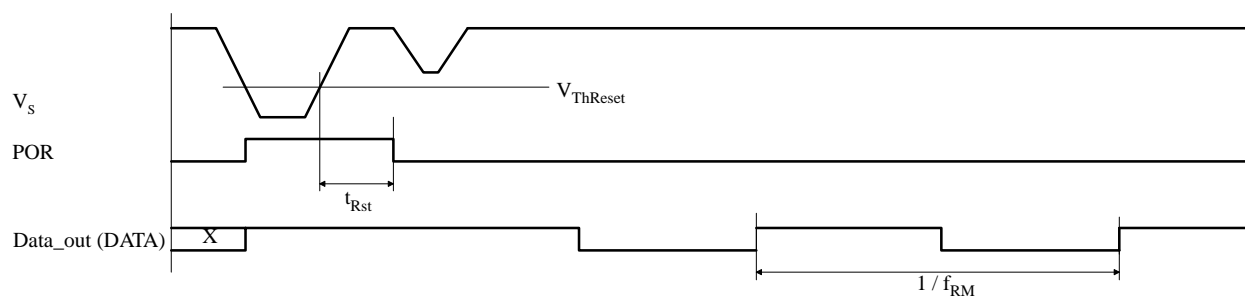 V_ThReset
V_S
POR
t_Rst
Data_out (DATA)
X
1 / f_RM